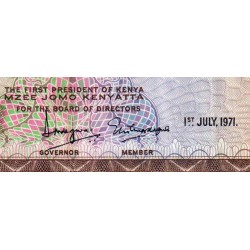 THE FIRST PRESIDENT OF KENYA
MZEE JOMO KENYATTA
FOR THE BOARD OF DIRECTORS
1ST JULY, 1971.
GOVERNOR MEMBER